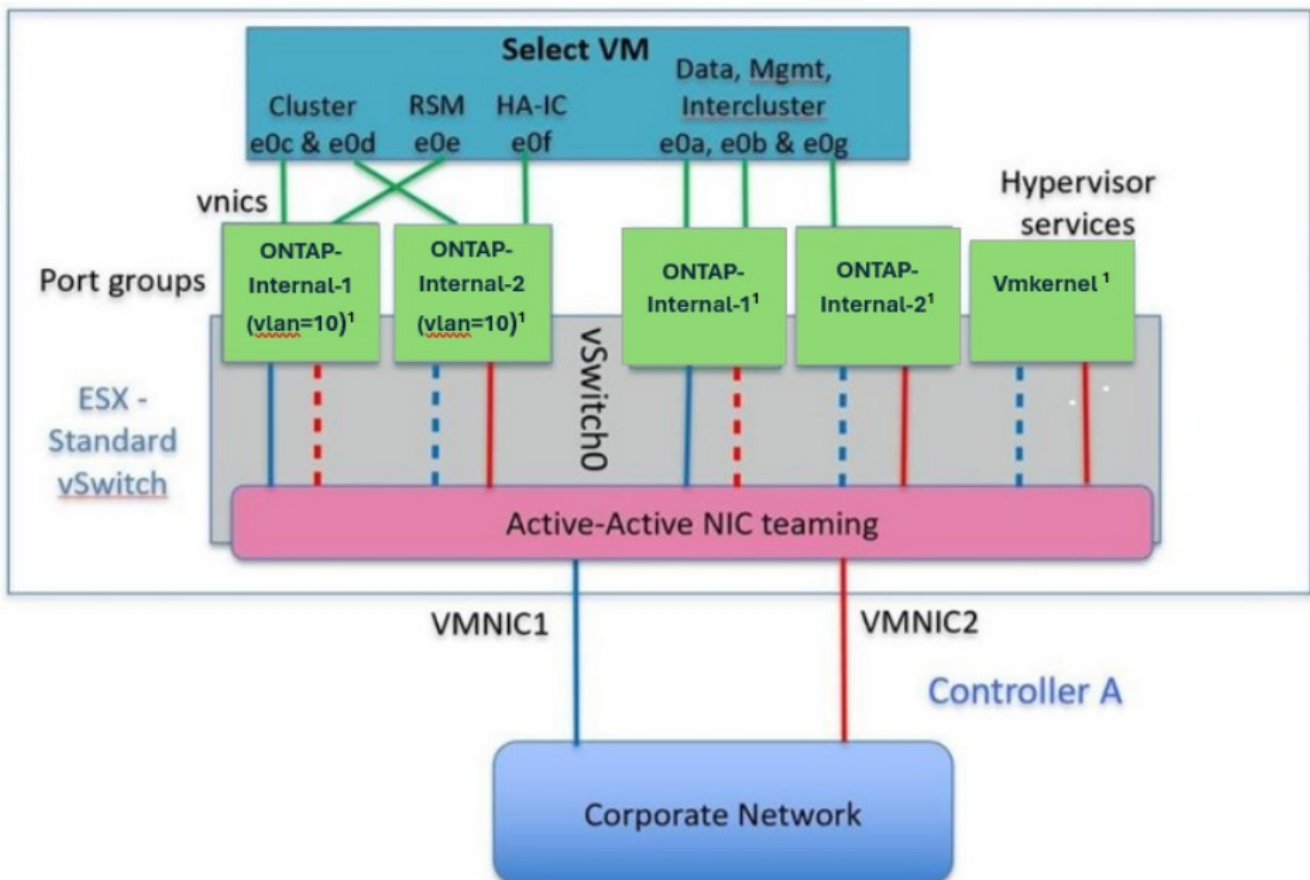 Select VM
Cluster
e0c & e0d
RSM
e0e
HA-IC
e0f
Data, Mgmt,
Intercluster
e0a, e0b & e0g
vnics
Hypervisor
services
Port groups
ONTAP-
Internal-1
(vlan=10)¹
ONTAP-
Internal-2
(vlan=10)¹
ONTAP-
Internal-1¹
ONTAP-
Internal-2¹
Vmkernel ¹
ESX -
Standard
vSwitch
vSwitch0
Active-Active NIC teaming
VMNIC1
VMNIC2
Controller A
Corporate Network